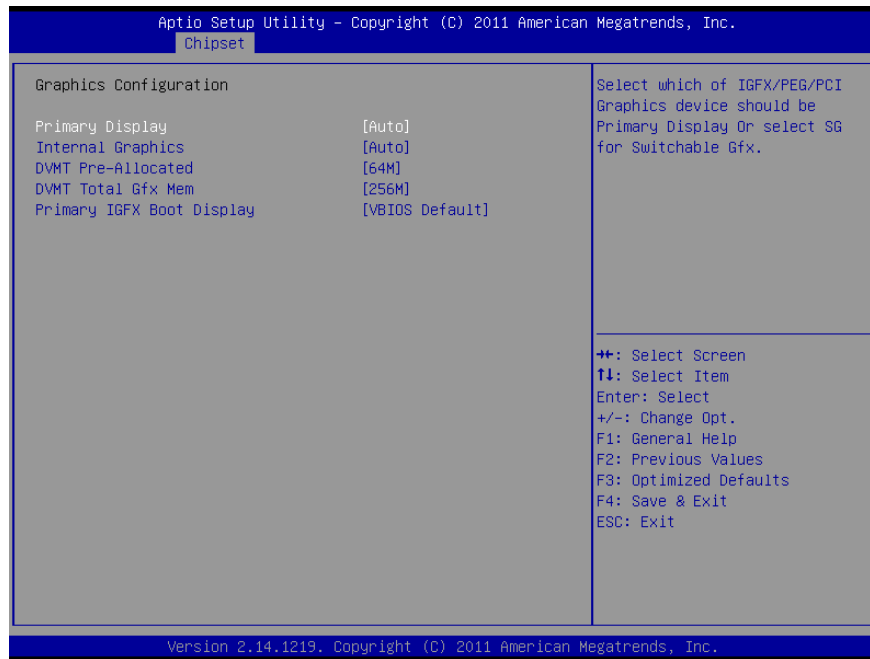 Aptio Setup Utility – Copyright (C) 2011 American Megatrends, Inc.
Chipset
Graphics Configuration
Primary Display [Auto]
Internal Graphics [Auto]
DVMT Pre-Allocated [64M]
DVMT Total Gfx Mem [256M]
Primary IGFX Boot Display [VBIOS Default]
Select which of IGFX/PEG/PCI
Graphics device should be
Primary Display Or select SG
for Switchable Gfx.
→←: Select Screen
↑↓: Select Item
Enter: Select
+/-: Change Opt.
F1: General Help
F2: Previous Values
F3: Optimized Defaults
F4: Save & Exit
ESC: Exit
Version 2.14.1219. Copyright (C) 2011 American Megatrends, Inc.